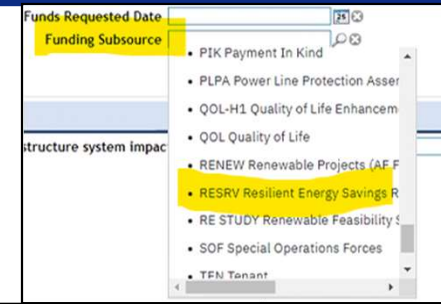 Funds Requested Date
25
Funding Subsource
• PIK Payment In Kind
• PLPA Power Line Protection Asser
• QOL-H1 Quality of Life Enhancem
• QOL Quality of Life
• RENEW Renewable Projects (AF F
structure system impac
• RESRV Resilient Energy Savings R
• RE STUDY Renewable Feasibility S
• SOF Special Operations Forces
• TEN Tenant